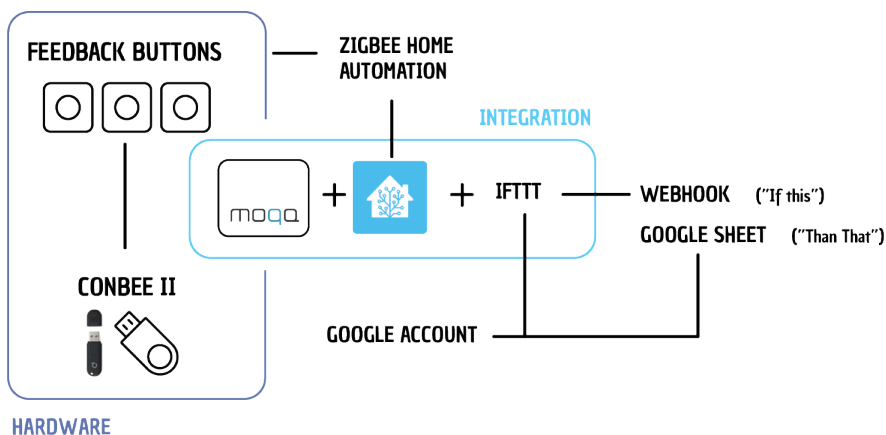 FEEDBACK BUTTONS
ZIGBEE HOME
AUTOMATION
INTEGRATION
moqa
+
+
IFTTT
WEBHOOK ("If this")
GOOGLE SHEET ("Than That")
CONBEE II
GOOGLE ACCOUNT
HARDWARE